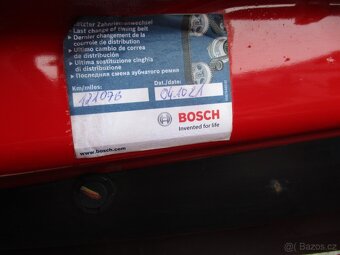 Letzter Zahnriemenwechsel
Last change of timing belt
Dernier changement de la
courroie de distribution
Ultimo cambio de correa
de distribución
Ultima sostituzione cinghia
di distribuzione
Последняя смена зубчатого ремня
Km/miles: Dat./date:
121096 04.10.21
BOSCH
Invented for life
www.bosch.com
© Bazos.cz